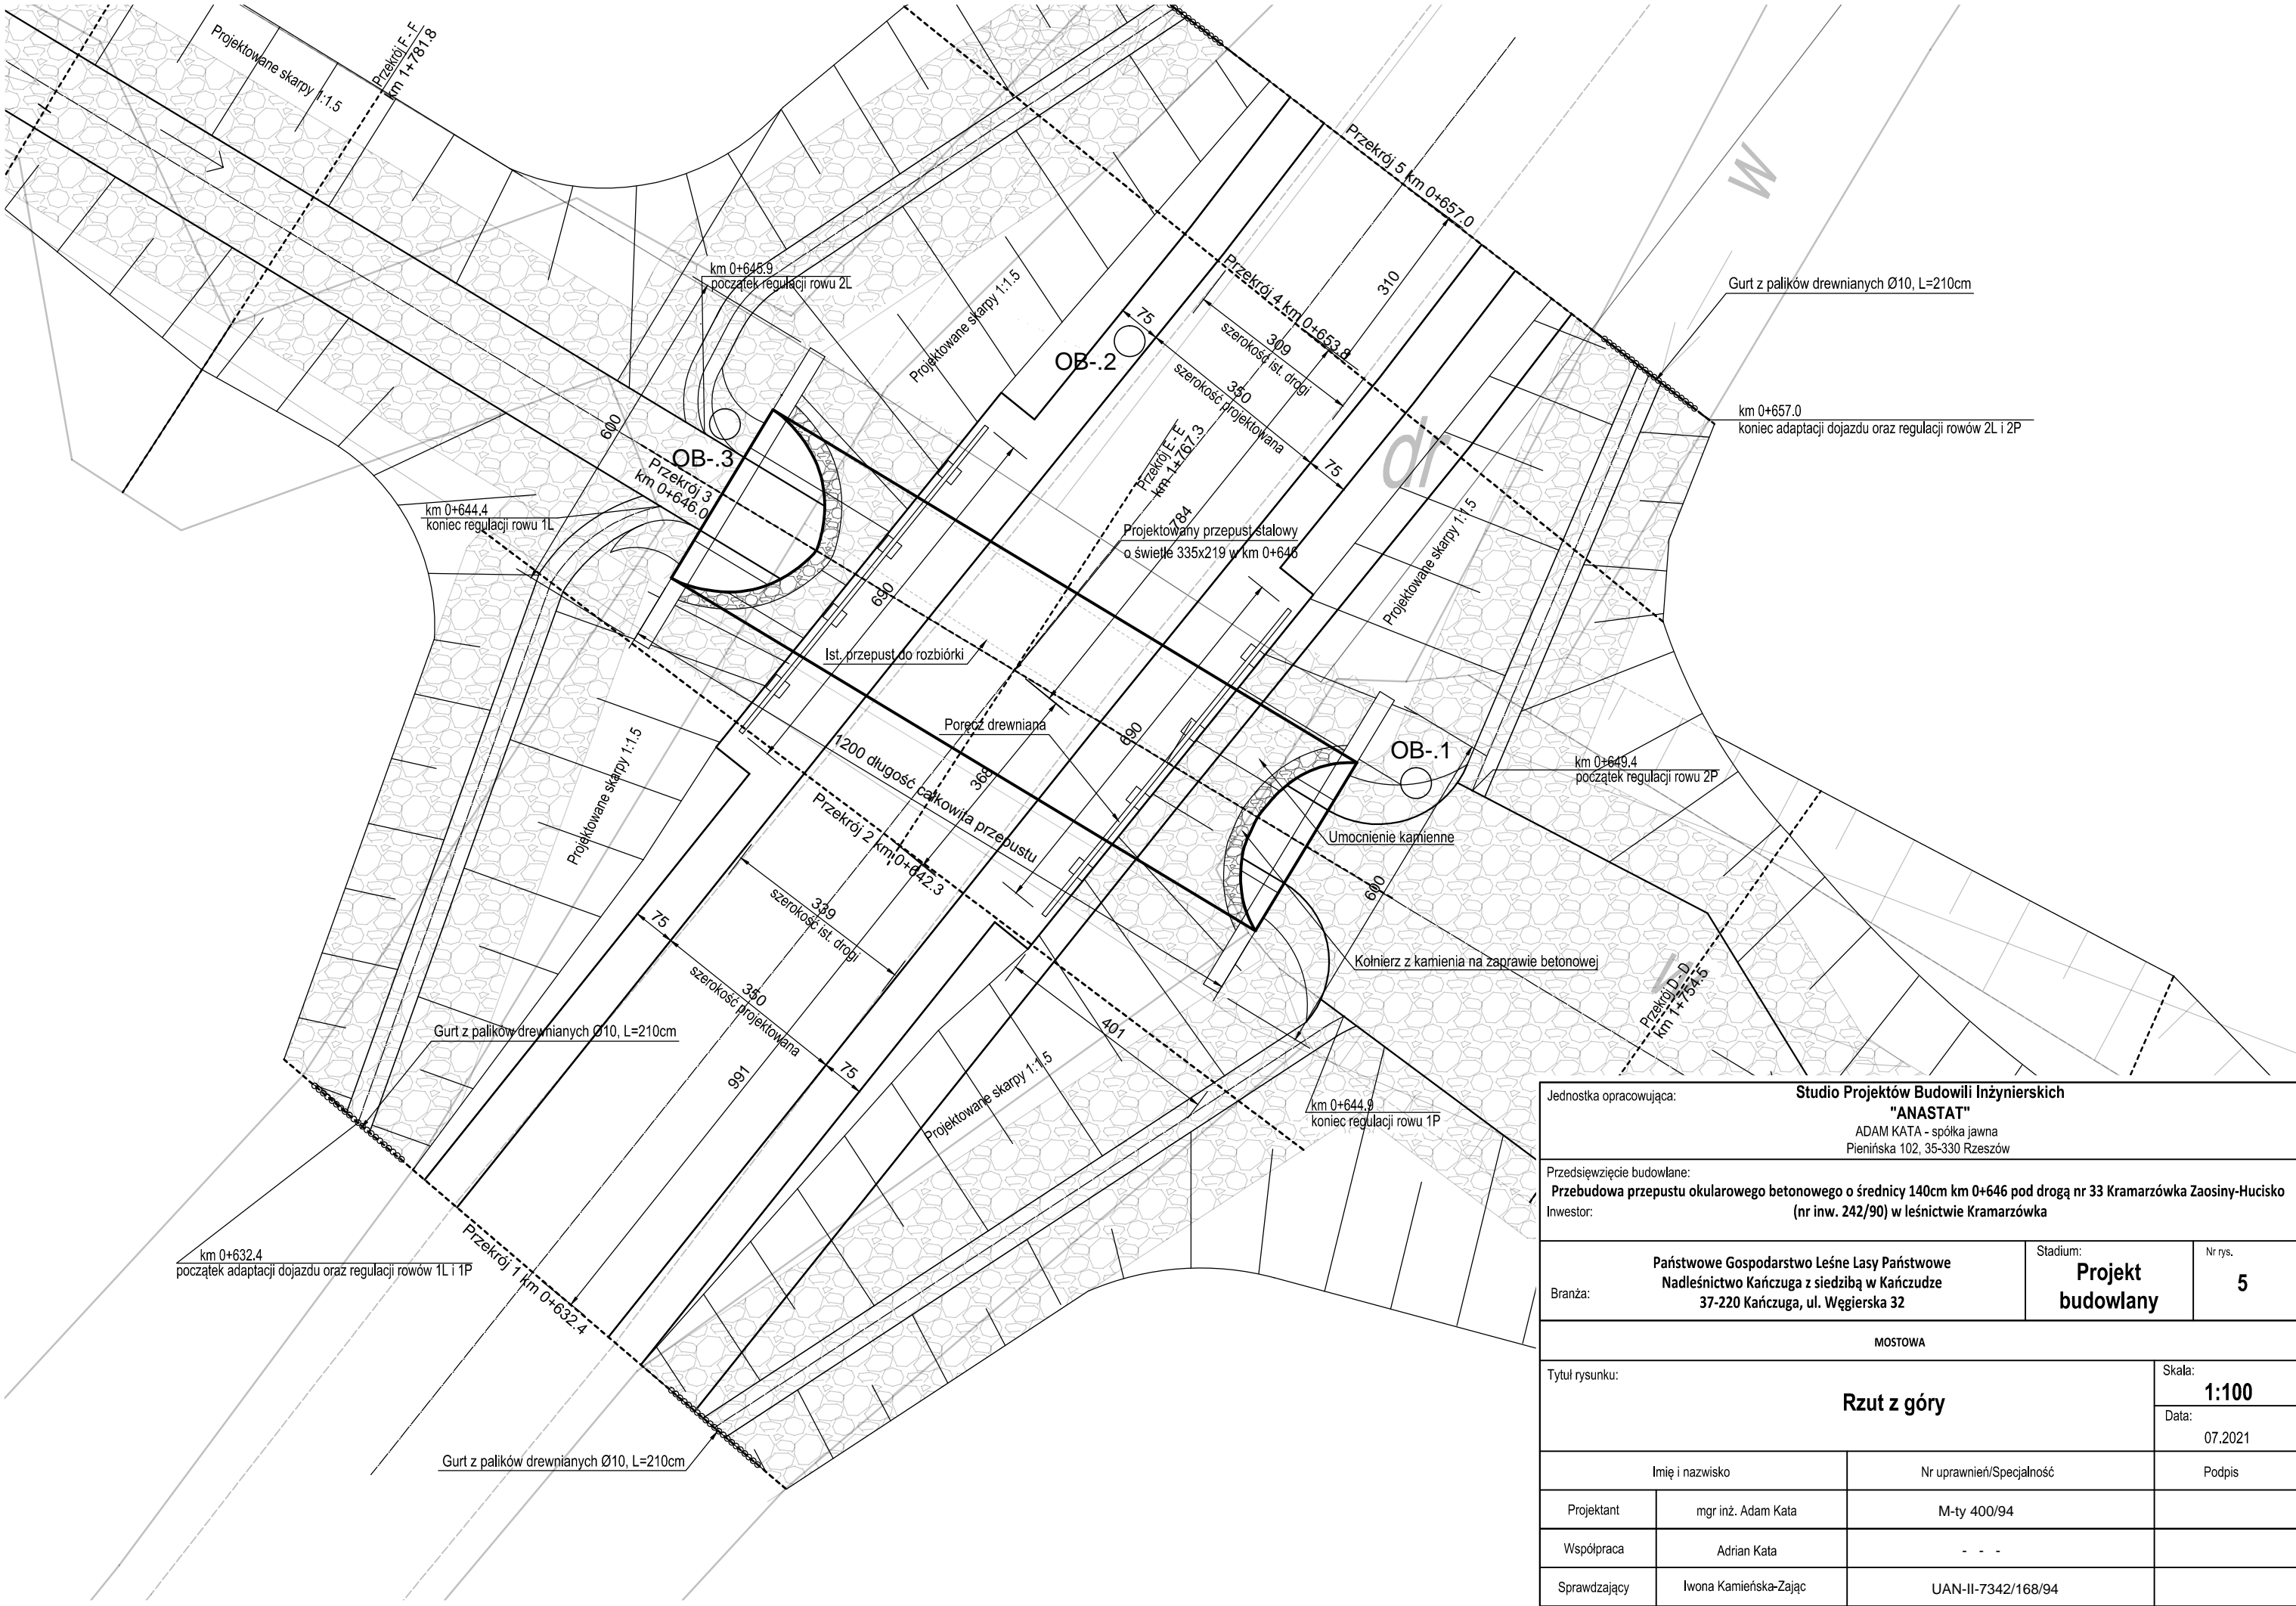 Projektowane skarpy 1:1.5
Przekrój F - F
km 1+781.8
km 0+645.9
początek regulacji rowu 2L
Projektowane skarpy 1:1.5
Przekrój 5 km 0+657.0
310
Przekrój 4 km 0+653.8
w
Gurt z palików drewnianych Ø10, L=210cm
OB-.2
75
309
szerokość ist. drogi
350
szerokość projektowana
75
dr
km 0+657.0
koniec adaptacji dojazdu oraz regulacji rowów 2L i 2P
600
OB-.3
Przekrój 3
km 0+646.0
Przekrój E - E
km 1+767.3
784
km 0+644.4
koniec regulacji rowu 1L
Projektowany przepust stalowy
o świetle 335x219 w km 0+646
Projektowane skarpy 1:1.5
690
Ist. przepust do rozbiórki
Poręcz drewniana
690
OB-.1
km 0+649.4
początek regulacji rowu 2P
1200 długość całkowita przepustu
368
Przekrój 2 km 0+642.3
Umocnienie kamienne
600
Projektowane skarpy 1:1.5
339
szerokość ist. drogi
75
350
szerokość projektowana
75
Kołnierz z kamienia na zaprawie betonowej
Przekrój D - D
km 1+754.5
401
991
Gurt z palików drewnianych Ø10, L=210cm
Projektowane skarpy 1:1.5
km 0+644.9
koniec regulacji rowu 1P
km 0+632.4
początek adaptacji dojazdu oraz regulacji rowów 1L i 1P
Przekrój 1 km 0+632.4
Gurt z palików drewnianych Ø10, L=210cm
Jednostka opracowująca:
Studio Projektów Budowili Inżynierskich
"ANASTAT"
ADAM KATA - spółka jawna
Pienińska 102, 35-330 Rzeszów
Przedsięwzięcie budowlane:
Przebudowa przepustu okularowego betonowego o średnicy 140cm km 0+646 pod drogą nr 33 Kramarzówka Zaosiny-Hucisko
Inwestor:
(nr inw. 242/90) w leśnictwie Kramarzówka
Państwowe Gospodarstwo Leśne Lasy Państwowe
Nadleśnictwo Kańczuga z siedzibą w Kańczudze
37-220 Kańczuga, ul. Węgierska 32
Branża:
Stadium:
Projekt
budowlany
Nr rys.
5
MOSTOWA
Tytuł rysunku:
Rzut z góry
Skala:
1:100
Data:
07.2021
Imię i nazwisko
Nr uprawnień/Specjalność
Podpis
Projektant
mgr inż. Adam Kata
M-ty 400/94
Współpraca
Adrian Kata
- - -
Sprawdzający
Iwona Kamieńska-Zając
UAN-II-7342/168/94